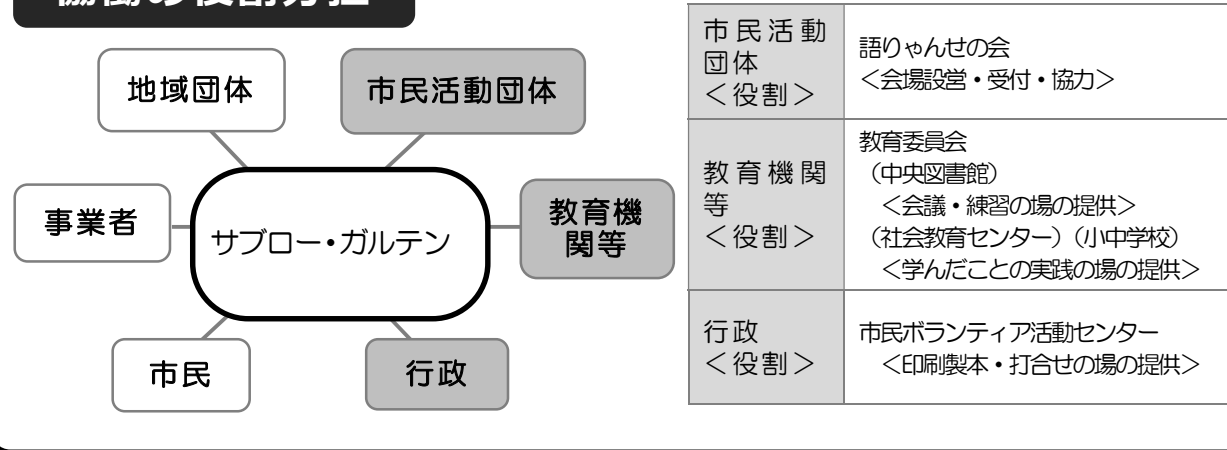 協働の役割分担
地域団体
市民活動団体
事業者
サブロー・ガルテン
教育機
関等
市民
行政
市民活動
団体
＜役割＞
語りゃんせの会
＜会場設営・受付・協力＞
教育機関
等
＜役割＞
教育委員会
（中央図書館）
＜会議・練習の場の提供＞
（社会教育センター）（小中学校）
＜学んだことの実践の場の提供＞
行政
＜役割＞
市民ボランティア活動センター
＜印刷製本・打合せの場の提供＞